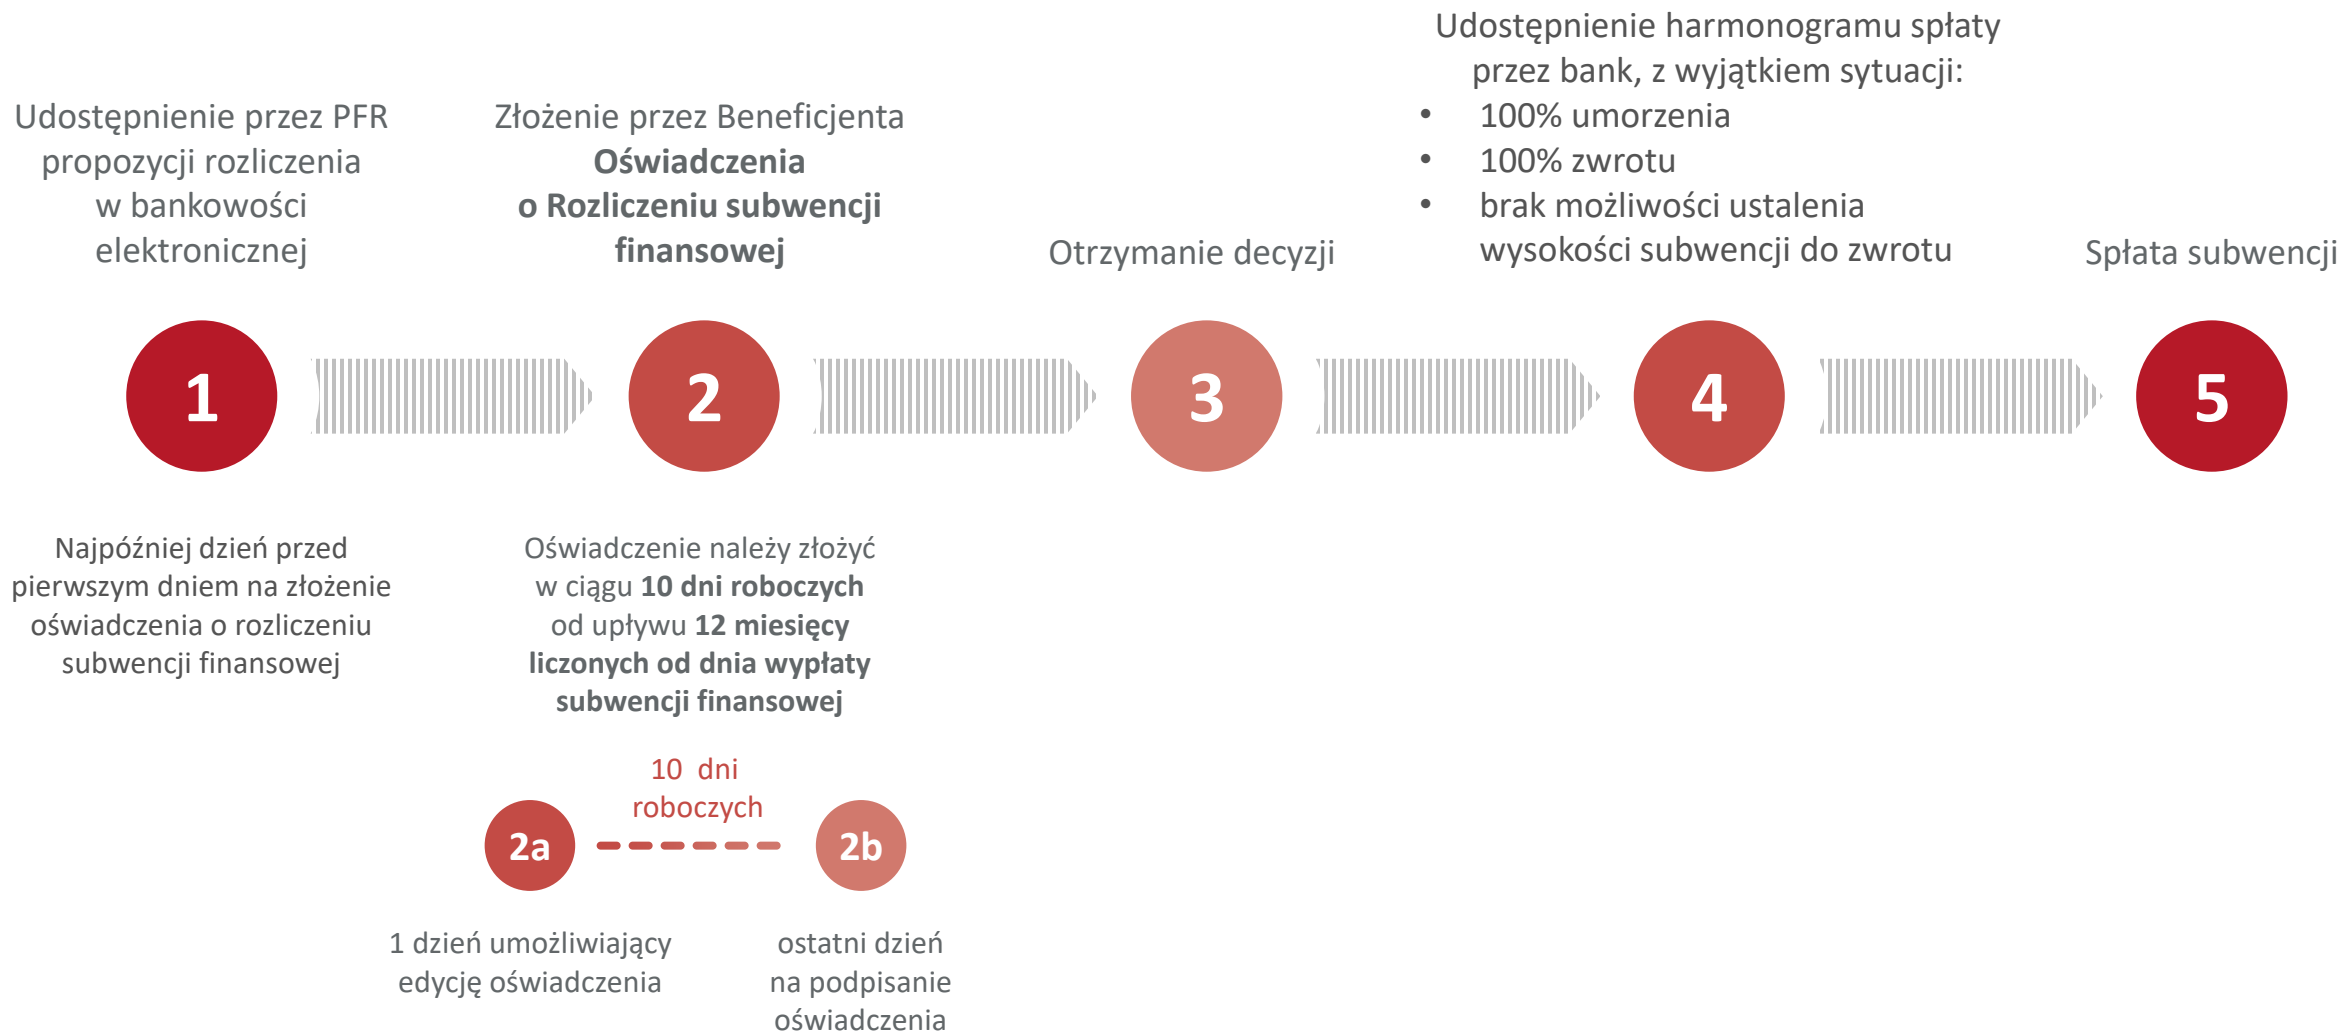 Udostępnienie przez PFR
propozycji rozliczenia
w bankowości
elektronicznej
Złożenie przez Beneficjenta
Oświadczenia
o Rozliczeniu subwencji
finansowej
Otrzymanie decyzji
Udostępnienie harmonogramu spłaty
przez bank, z wyjątkiem sytuacji:
• 100% umorzenia
• 100% zwrotu
• brak możliwości ustalenia
wysokości subwencji do zwrotu
Spłata subwencji
1
2
3
4
5
Najpóźniej dzień przed
pierwszym dniem na złożenie
oświadczenia o rozliczeniu
subwencji finansowej
Oświadczenie należy złożyć
w ciągu 10 dni roboczych
od upływu 12 miesięcy
liczonych od dnia wypłaty
subwencji finansowej
10 dni
roboczych
2a
2b
1 dzień umożliwiający
edycję oświadczenia
ostatni dzień
na podpisanie
oświadczenia